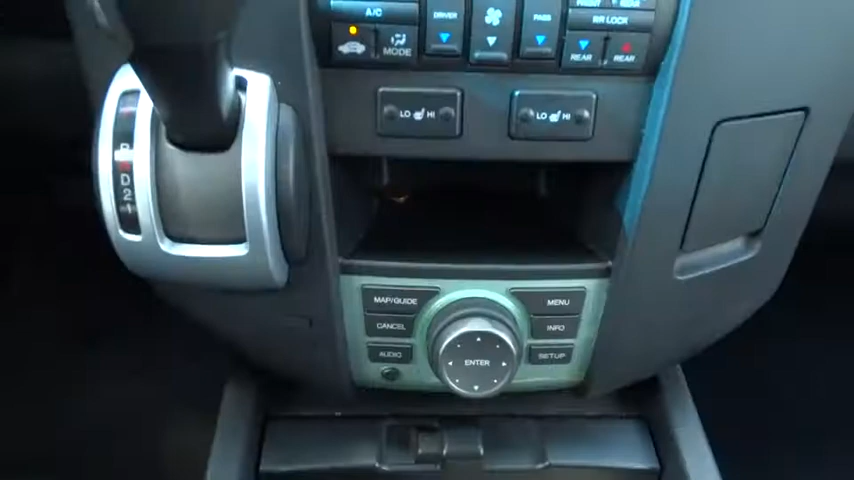 FRONT REAR
A/C DRIVER PASS RR LOCK
MODE REAR REAR
LO HI LO HI
P
D
2
1
MAP/GUIDE MENU
CANCEL INFO
AUDIO SETUP
ENTER